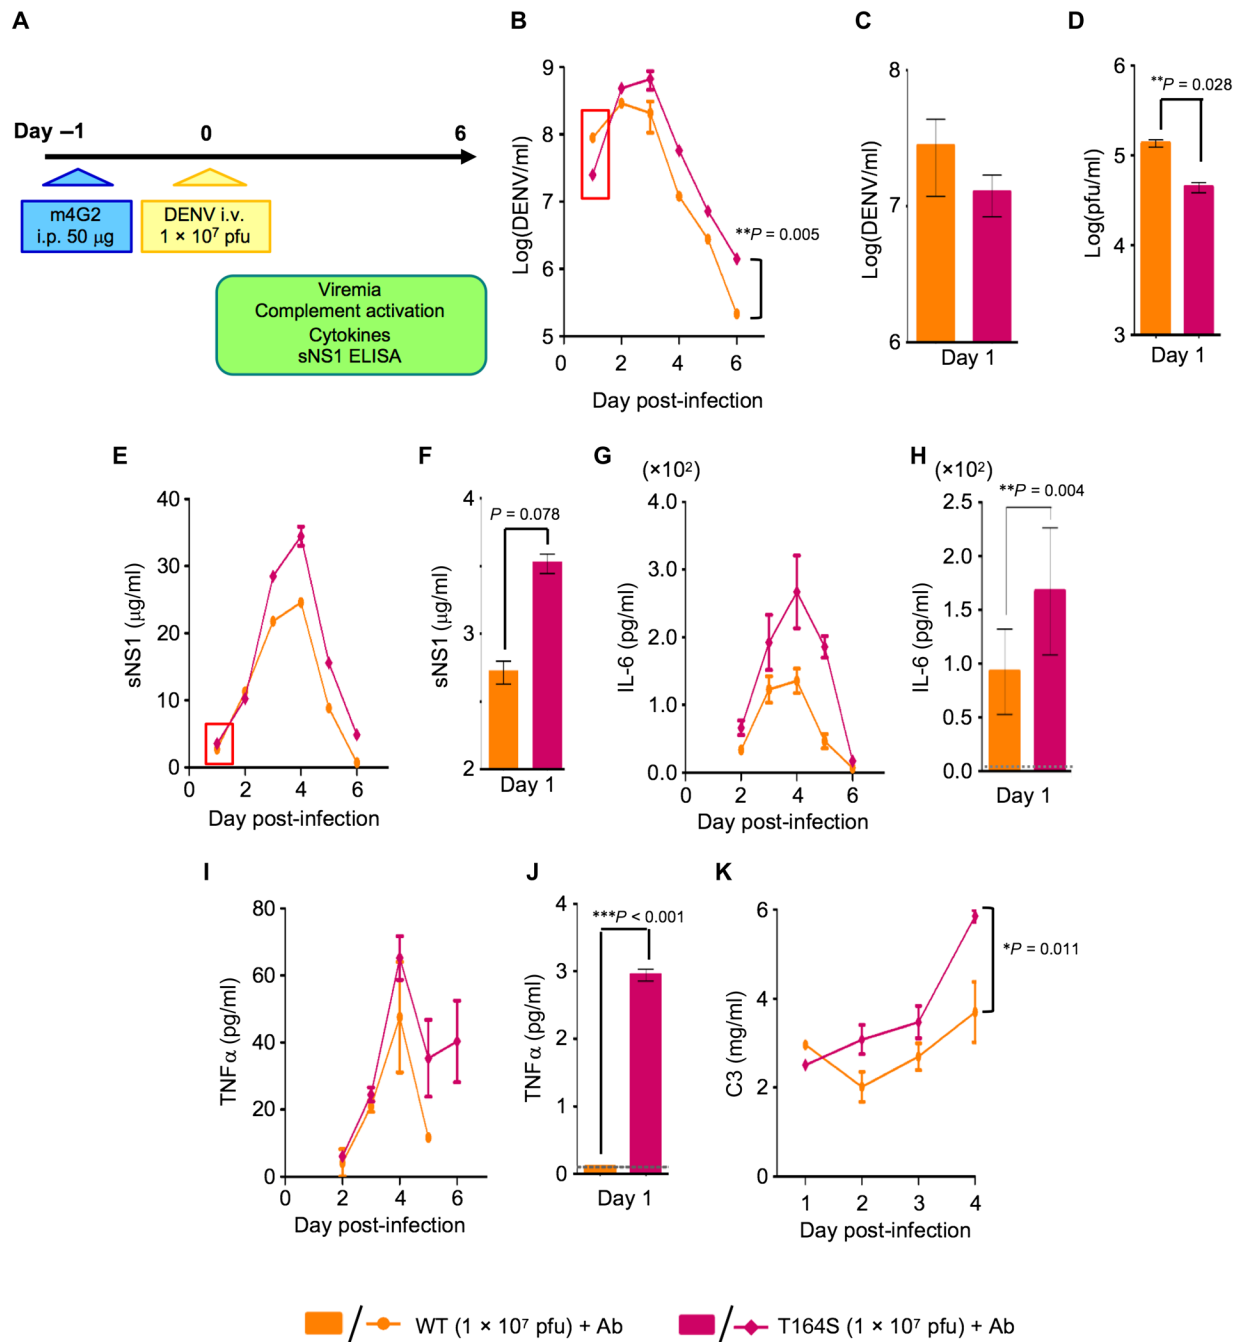 A
Day –1 0 6
m4G2
i.p. 50 μg
DENV i.v.
1 × 10⁷ pfu
Viremia
Complement activation
Cytokines
sNS1 ELISA
B
Log(DENV/ml)
9
8
7
6
5
0 2 4 6
**P = 0.005
Day post-infection
C
Log(DENV/ml)
8
7
6
Day 1
D
Log(pfu/ml)
6
5
4
3
**P = 0.028
Day 1
E
sNS1 (μg/ml)
40
30
20
10
0
0 2 4 6
Day post-infection
F
sNS1 (μg/ml)
4
3
2
P = 0.078
Day 1
G
(×10²)
IL-6 (pg/ml)
4.0
3.0
2.0
1.0
0.0
0 2 4 6
Day post-infection
H
(×10²)
IL-6 (pg/ml)
2.5
2.0
1.5
1.0
0.5
0.0
**P = 0.004
Day 1
I
TNFα (pg/ml)
80
60
40
20
0
0 2 4 6
Day post-infection
J
TNFα (pg/ml)
4
3
2
1
0
***P < 0.001
Day 1
K
C3 (mg/ml)
6
4
2
0
1 2 3 4
*P = 0.011
Day post-infection
WT (1 × 10⁷ pfu) + Ab
T164S (1 × 10⁷ pfu) + Ab